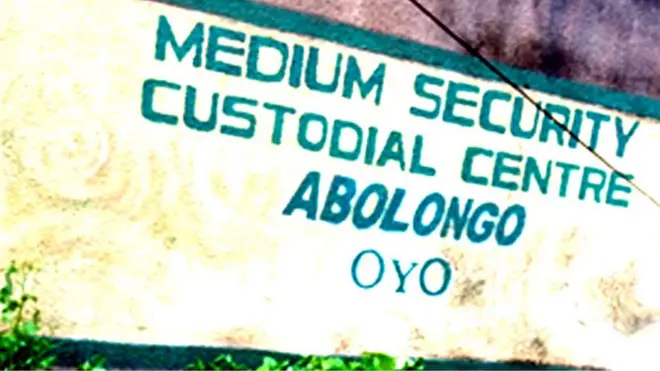 MEDIUM SECURITY
CUSTODIAL CENTRE
ABOLONGO
OYO